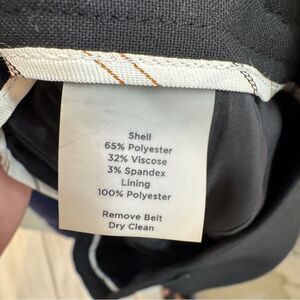 Shell
65% Polyester
32% Viscose
3% Spandex
Lining
100% Polyester
Remove Belt
Dry Clean